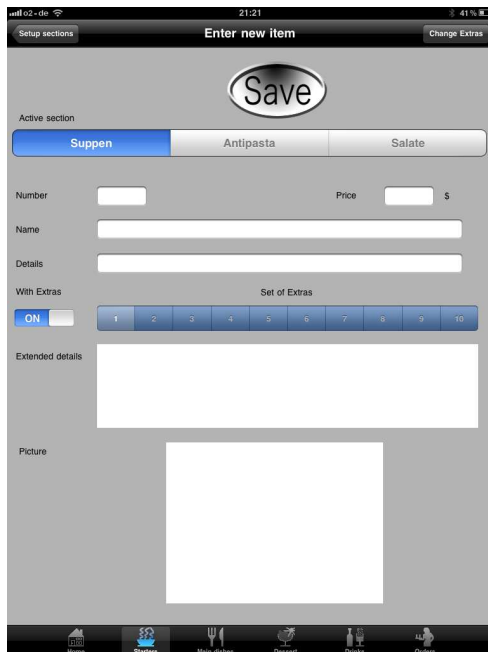 o2-de 21:21 41 %
Setup sections Enter new item Change Extras
Save
Active section
Suppen Antipasta Salate
Number Price $
Name
Details
With Extras Set of Extras
ON 1 2 3 4 5 6 7 8 9 10
Extended details
Picture
Home Starters Main dishes Dessert Drinks Orders